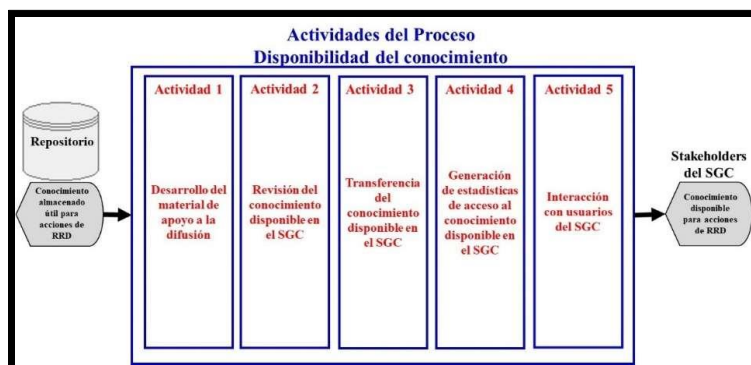 Actividades del Proceso
Disponibilidad del conocimiento
Repositorio
Conocimiento
almacenado
útil para
acciones de
RRD
Actividad 1
Desarrollo del
material de
apoyo a la
difusión
Actividad 2
Revisión del
conocimiento
disponible en
el SGC
Actividad 3
Transferencia
del
conocimiento
disponible en
el SGC
Actividad 4
Generación
de estadísticas
de acceso al
conocimiento
disponible en
el SGC
Actividad 5
Interacción
con usuarios
del SGC
Stakeholders
del SGC
Conocimiento
disponible
para acciones
de RRD